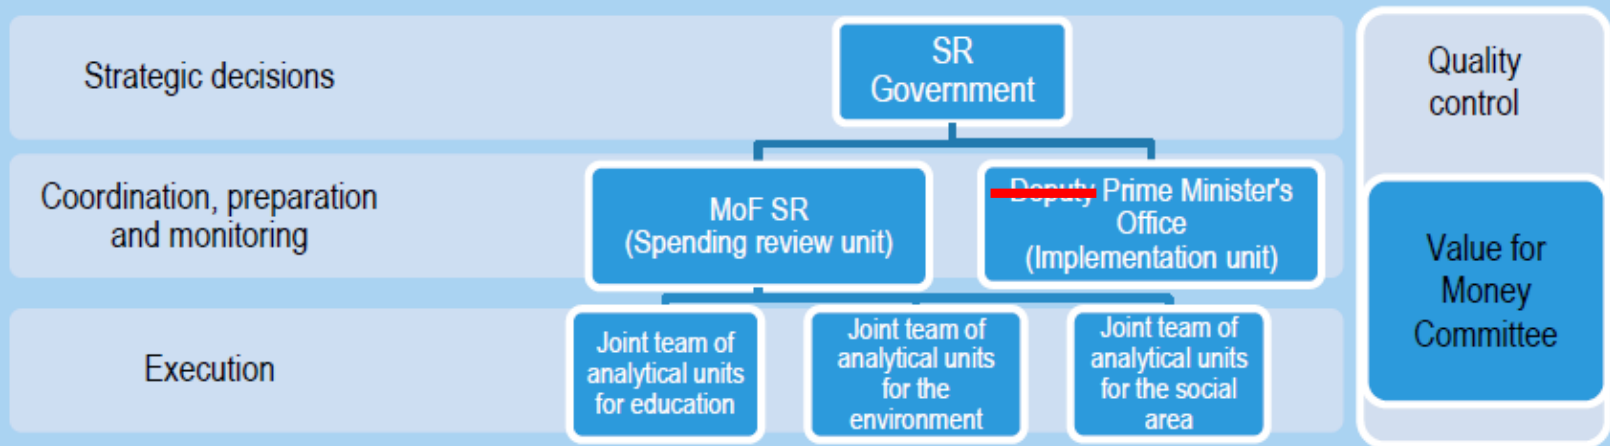 Strategic decisions
SR
Government
Quality
control
Coordination, preparation
and monitoring
MoF SR
(Spending review unit)
Deputy Prime Minister's
Office
(Implementation unit)
Value for
Money
Committee
Execution
Joint team of
analytical units
for education
Joint team of
analytical units
for the
environment
Joint team of
analytical units
for the social
area